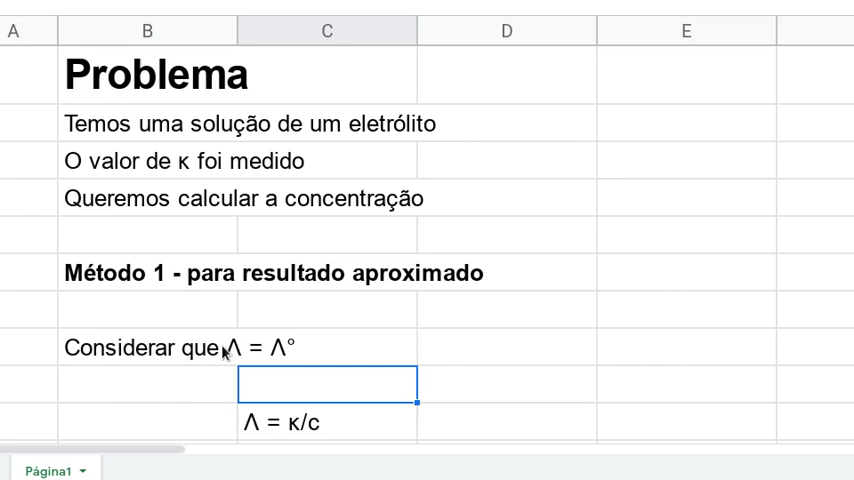 A B C D E
Problema
Temos uma solução de um eletrólito
O valor de κ foi medido
Queremos calcular a concentração
Método 1 - para resultado aproximado
Considerar que Λ = Λ°
Λ = κ/c
Página1